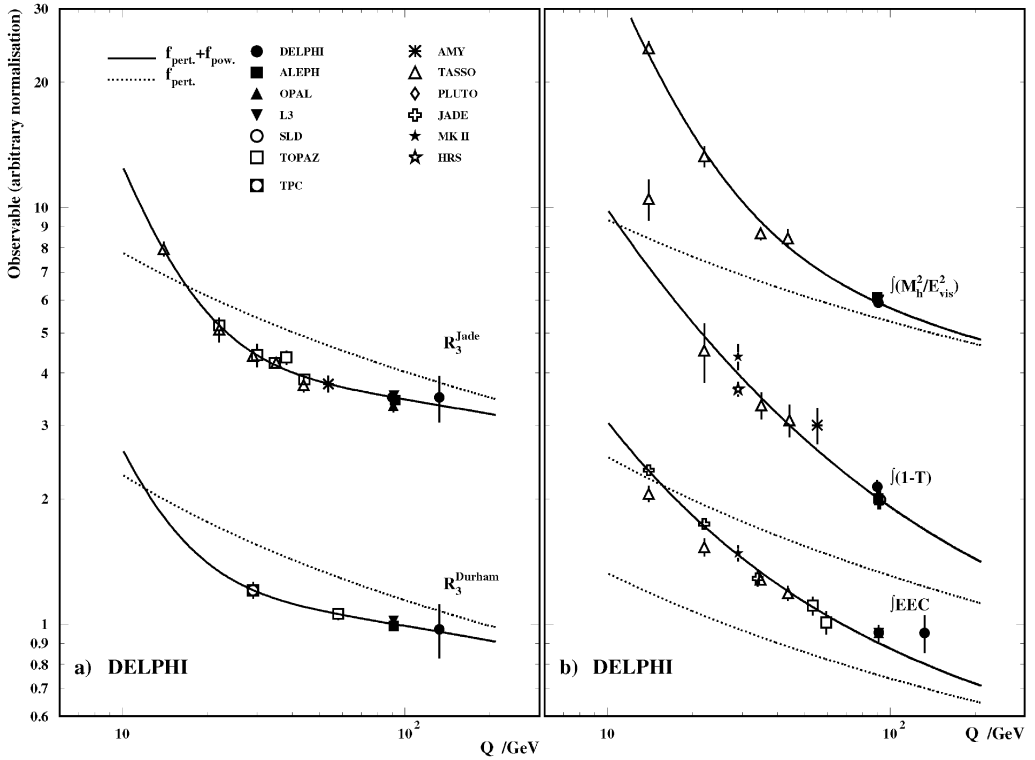 Observable (arbitrary normalisation)
30
20
10
9
8
7
6
5
4
3
2
1
0.9
0.8
0.7
0.6
f_pert.+f_pow.
f_pert.
DELPHI
ALEPH
OPAL
L3
SLD
TOPAZ
TPC
AMY
TASSO
PLUTO
JADE
MK II
HRS
R_3^Jade
R_3^Durham
a) DELPHI
10
10^2
Q /GeV
∫(M_h^2/E_vis^2)
∫(1-T)
∫EEC
b) DELPHI
10
10^2
Q /GeV